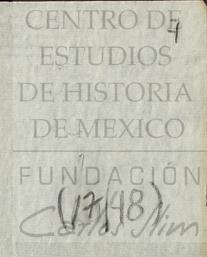 CENTRO DE
ESTUDIOS
DE HISTORIA
DE MEXICO
FUNDACIÓN
(17/48)
Carlos Slim